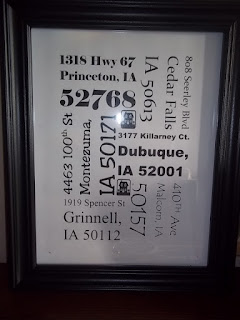 1318 Hwy 67
Princeton, IA
52768
808 Seerley Blvd
Cedar Falls
IA 50613
4463 100th St
Montezuma,
IA 50171
3177 Killarney Ct.
Dubuque,
IA 52001
410th Ave
Malcom, IA
50157
1919 Spencer St
Grinnell,
IA 50112